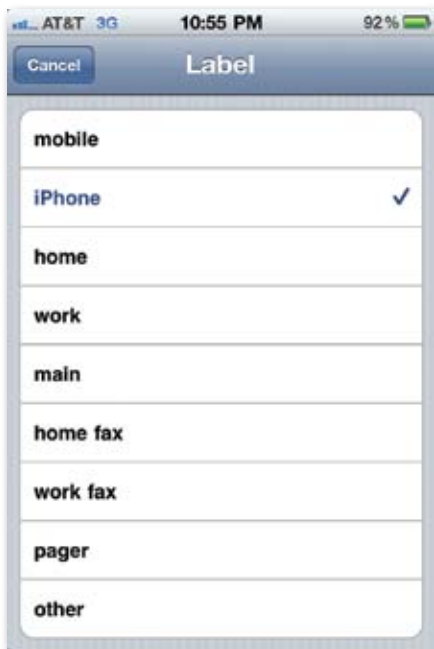 AT&T 3G 10:55 PM 92%
Cancel Label
mobile
iPhone
home
work
main
home fax
work fax
pager
other